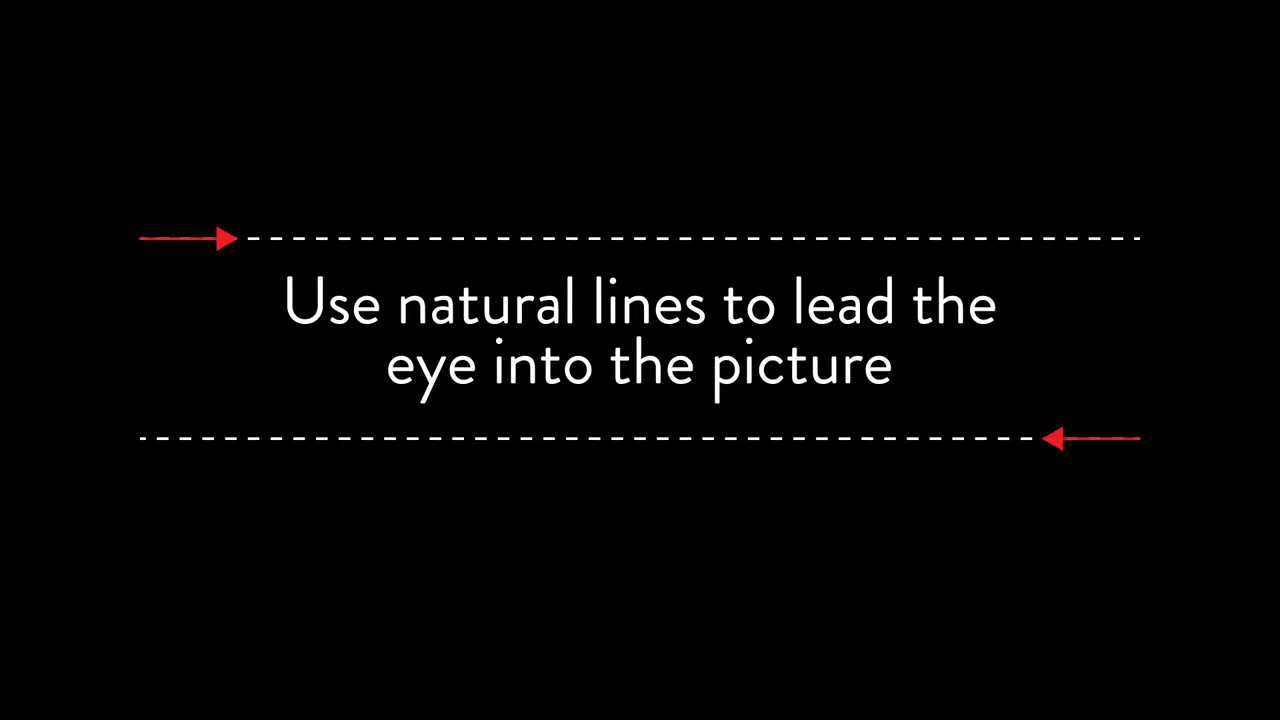 Use natural lines to lead the
eye into the picture